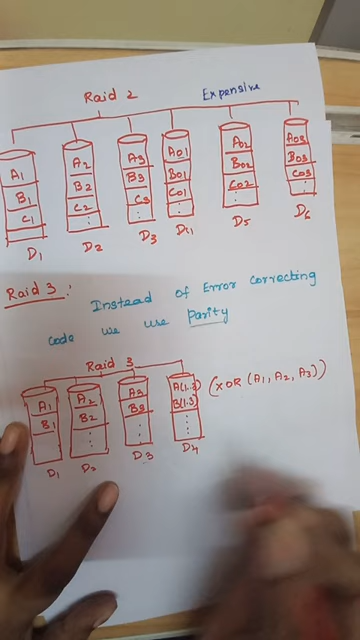 Raid 2 Expensive
A1 A2 A3 A01 A02 A03
B1 B2 B3 B01 B02 B03
C1 C2 C3 C01 C02 C03
D1 D2 D3 D4 D5 D6
Raid 3 :
Instead of Error correcting
code we use Parity
Raid 3
A1 A2 A3 A(1..3) (XOR (A1, A2, A3))
B1 B2 B3 B(1.3)
D1 D2 D3 D4